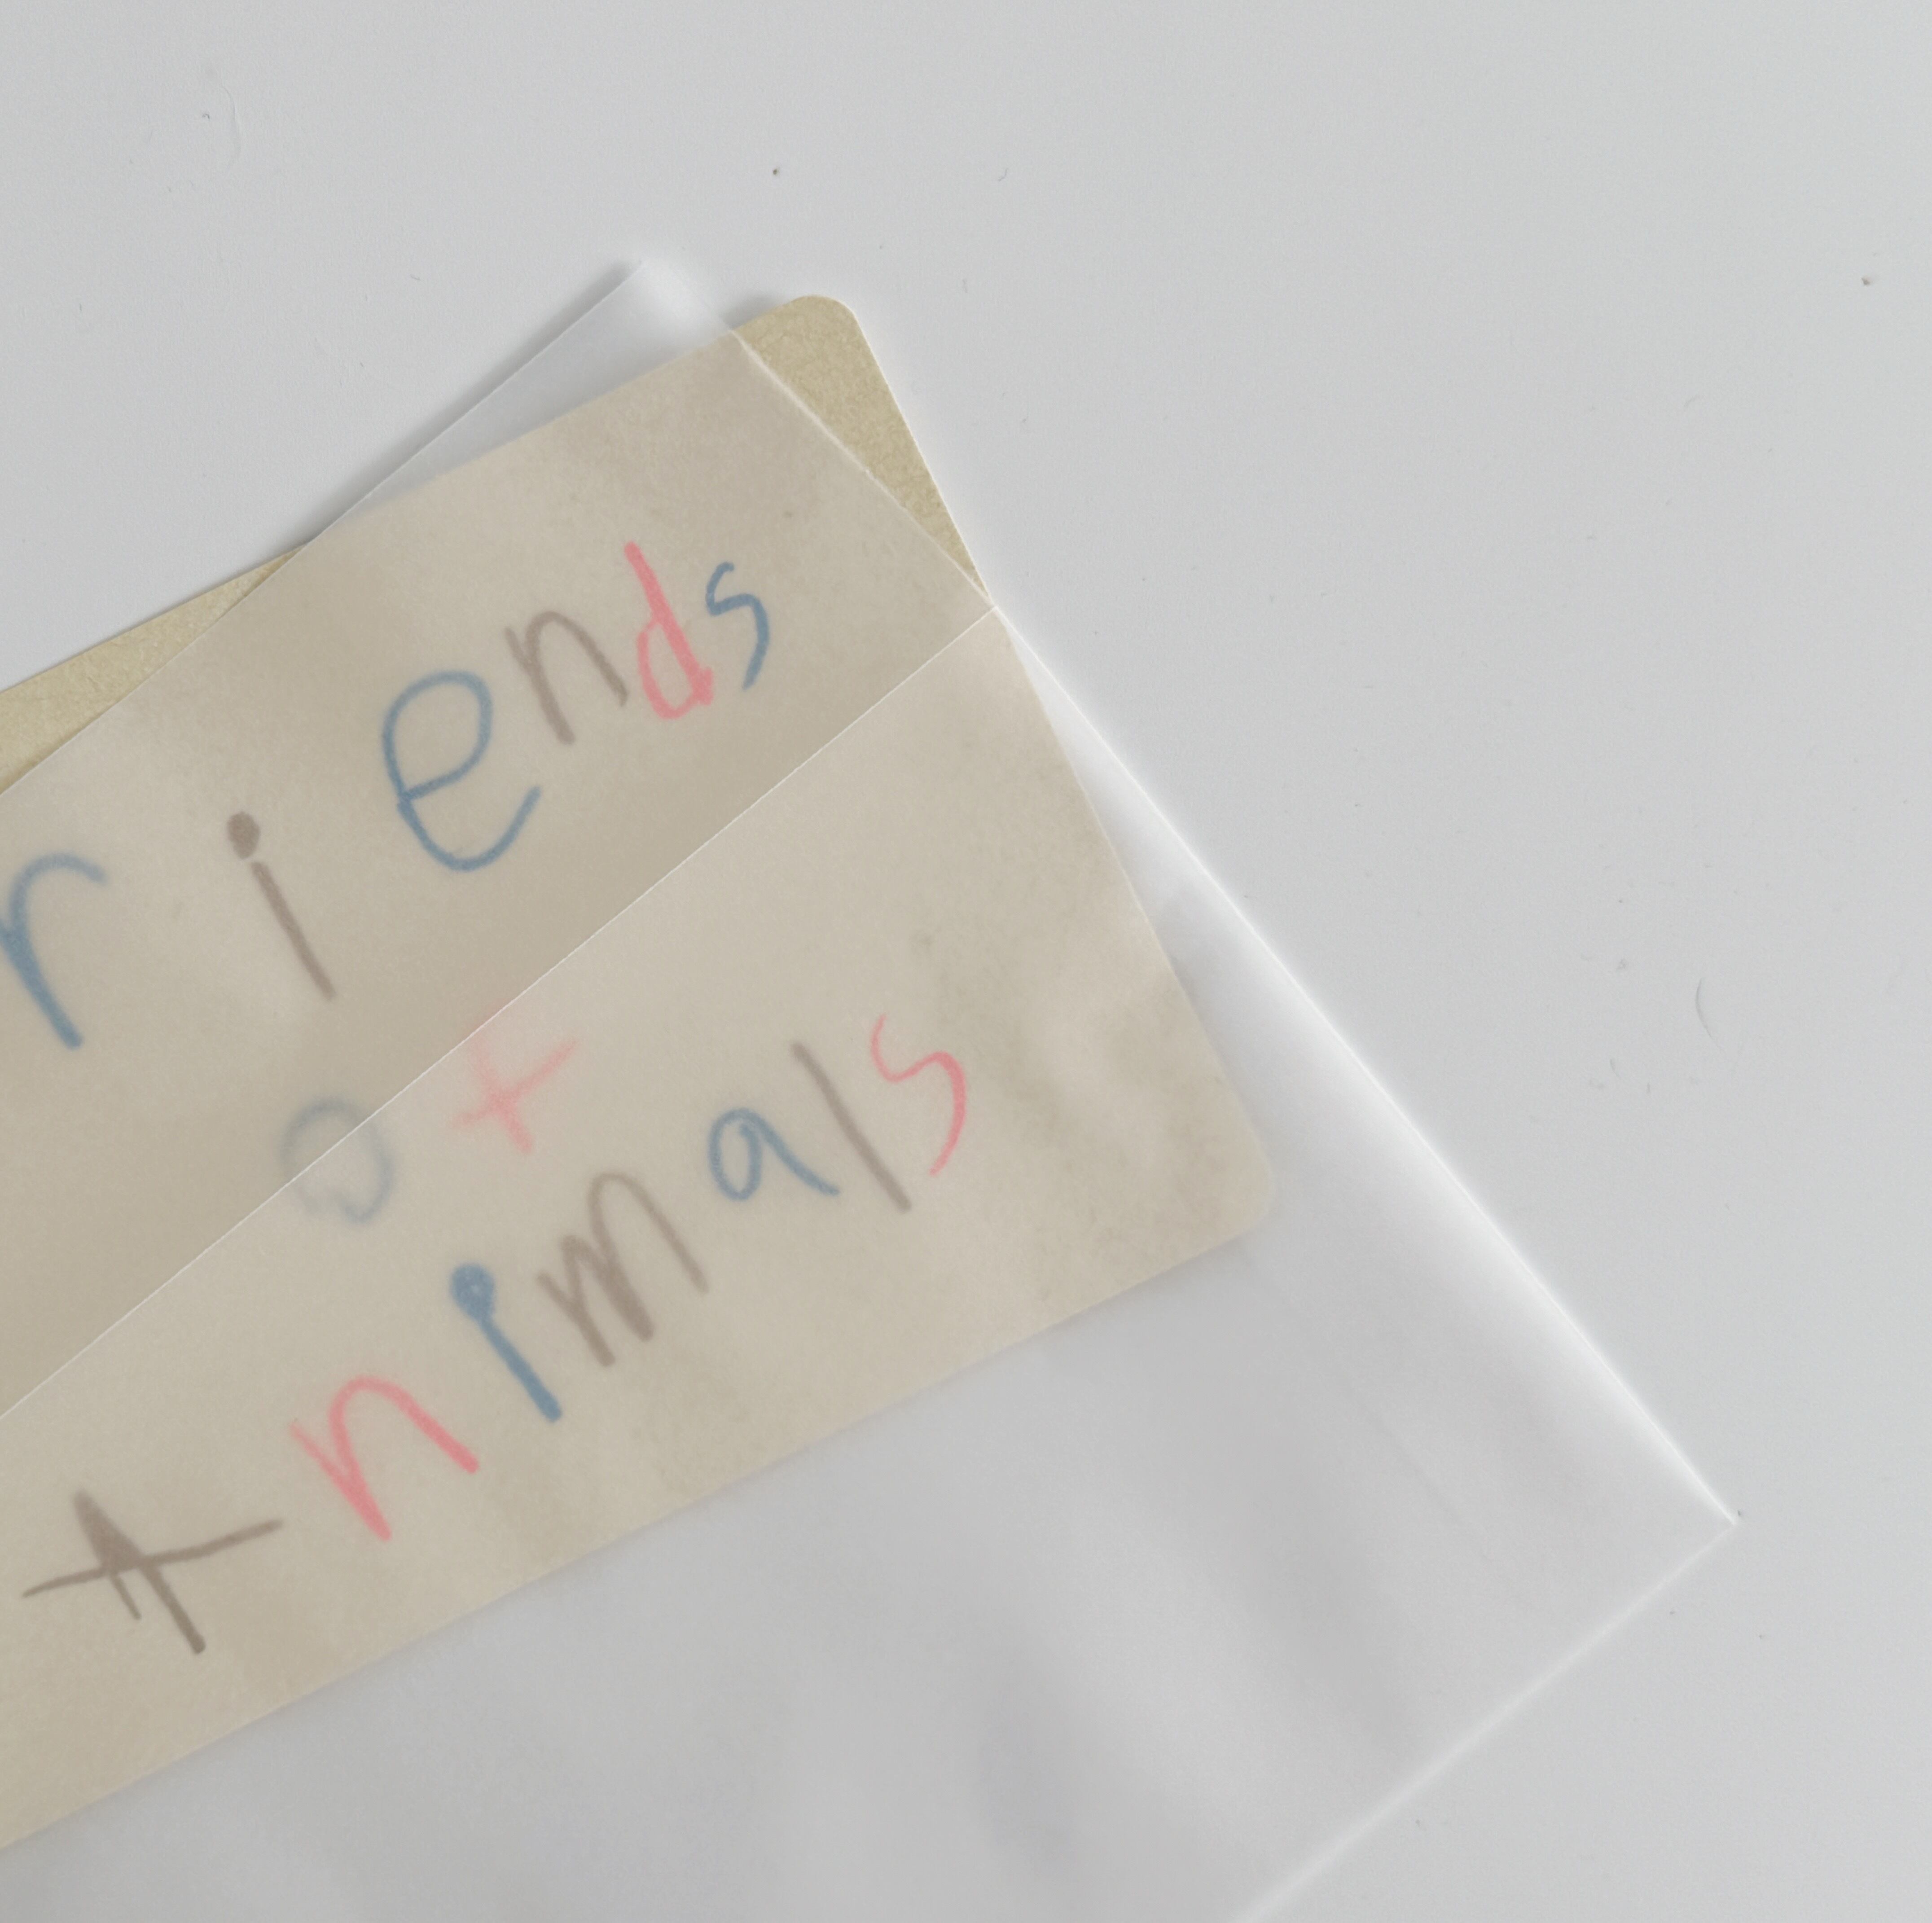 riends
of
Animals